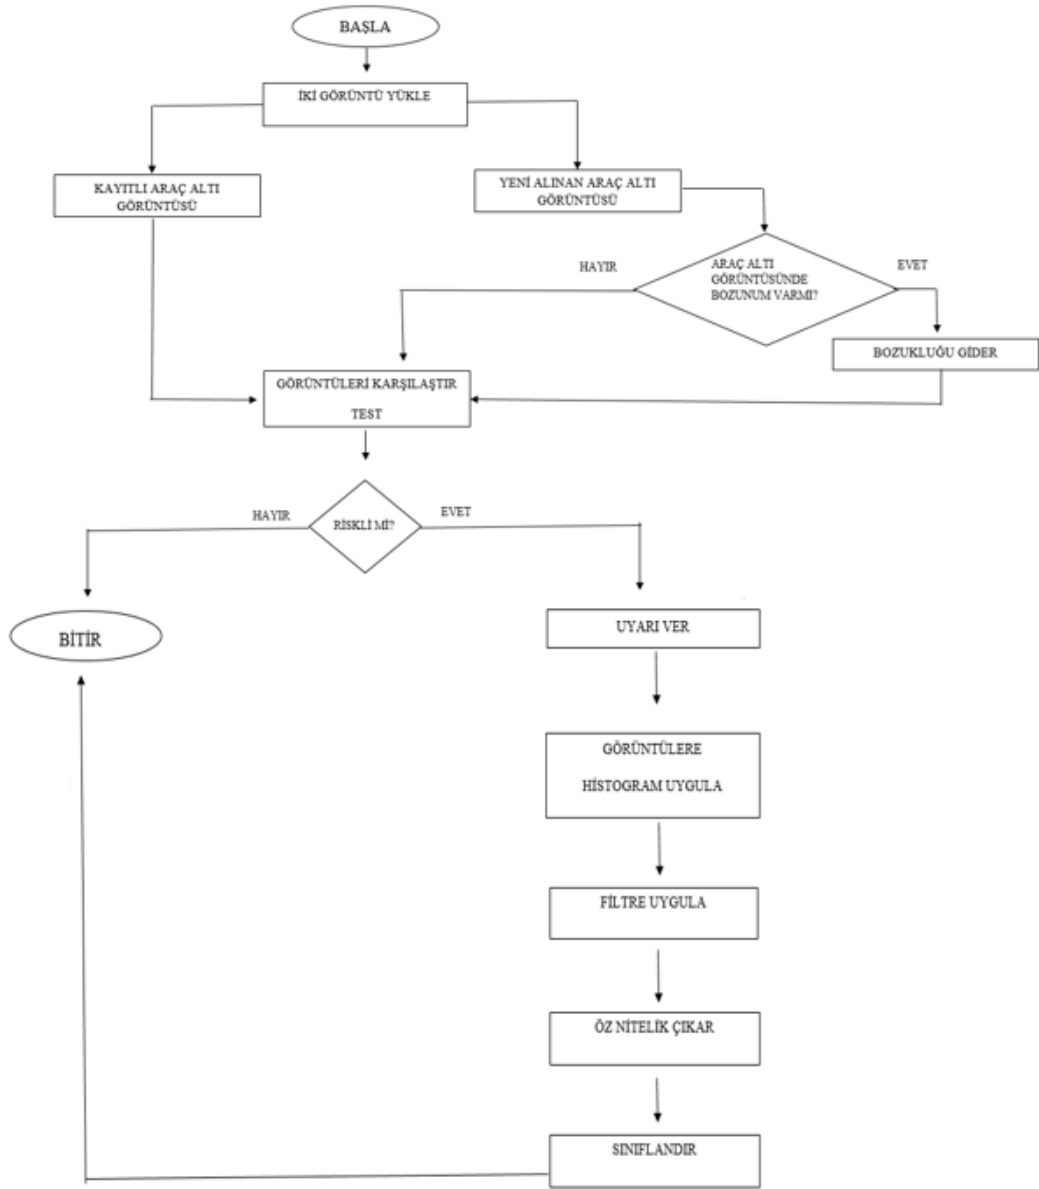 BAŞLA
İKİ GÖRÜNTÜ YÜKLE
KAYITLI ARAÇ ALTI
GÖRÜNTÜSÜ
YENİ ALINAN ARAÇ ALTI
GÖRÜNTÜSÜ
HAYIR
ARAÇ ALTI
GÖRÜNTÜSÜNDE
BOZUNUM VARMI?
EVET
BOZUKLUĞU GİDER
GÖRÜNTÜLERİ KARŞILAŞTIR
TEST
HAYIR
RİSKLİ Mİ?
EVET
BİTİR
UYARI VER
GÖRÜNTÜLERE
HİSTOGRAM UYGULA
FİLTRE UYGULA
ÖZ NİTELİK ÇIKAR
SINIFLANDIR